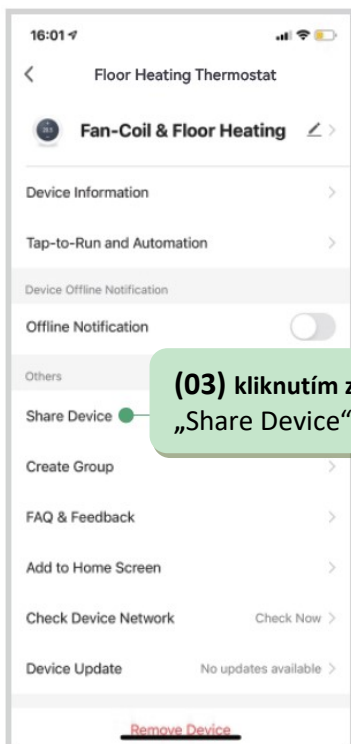 16:01
Floor Heating Thermostat
Fan-Coil & Floor Heating
Device Information
Tap-to-Run and Automation
Device Offline Notification
Offline Notification
Others
(03) kliknutím z
Share Device
„Share Device“
Create Group
FAQ & Feedback
Add to Home Screen
Check Device Network Check Now
Device Update No updates available
Remove Device